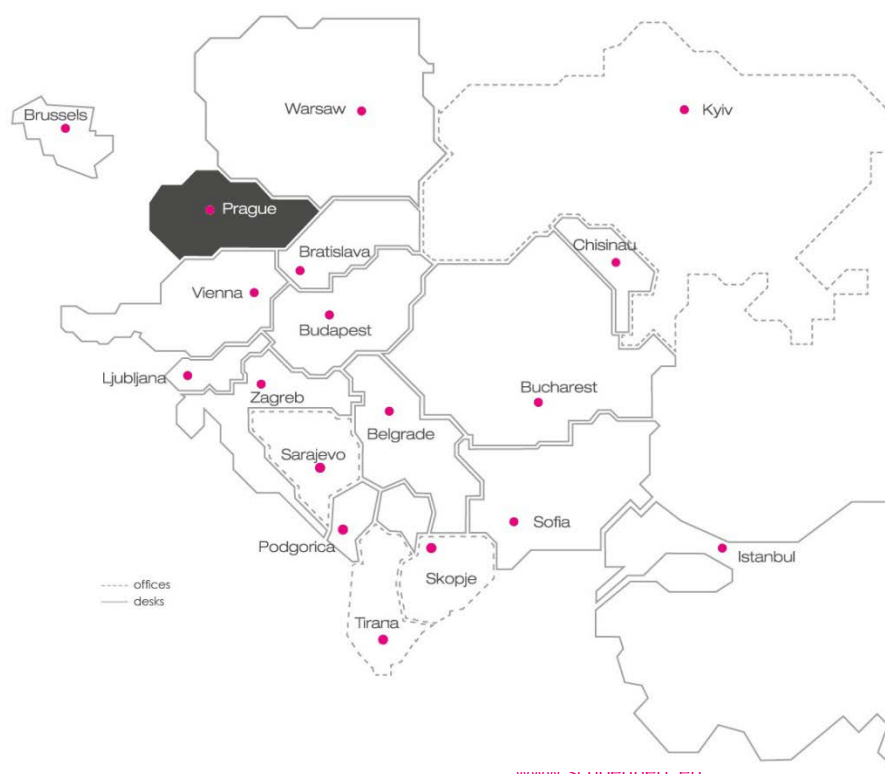 Warsaw
Kyiv
Brussels
Prague
Chisinau
Bratislava
Vienna
Budapest
Ljubljana
Bucharest
Zagreb
Belgrade
Sarajevo
Sofia
Podgorica
Istanbul
Skopje
offices
desks
Tirana